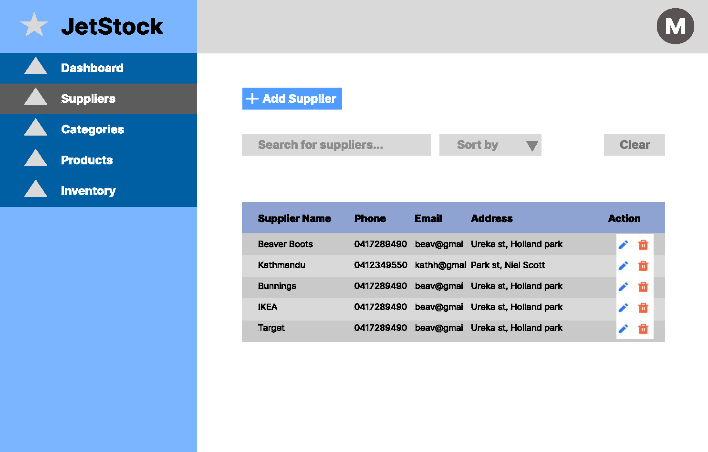 JetStock
M
Dashboard
Suppliers
Categories
Products
Inventory
+ Add Supplier
Search for suppliers... Sort by Clear
Supplier Name Phone Email Address Action
Beaver Boots 0417289490 beav@gmai Ureka st, Holland park
Kathmandu 0412349550 kathh@gmai Park st, Niel Scott
Bunnings 0417289490 beav@gmai Ureka st, Holland park
IKEA 0417289490 beav@gmai Ureka st, Holland park
Target 0417289490 beav@gmai Ureka st, Holland park